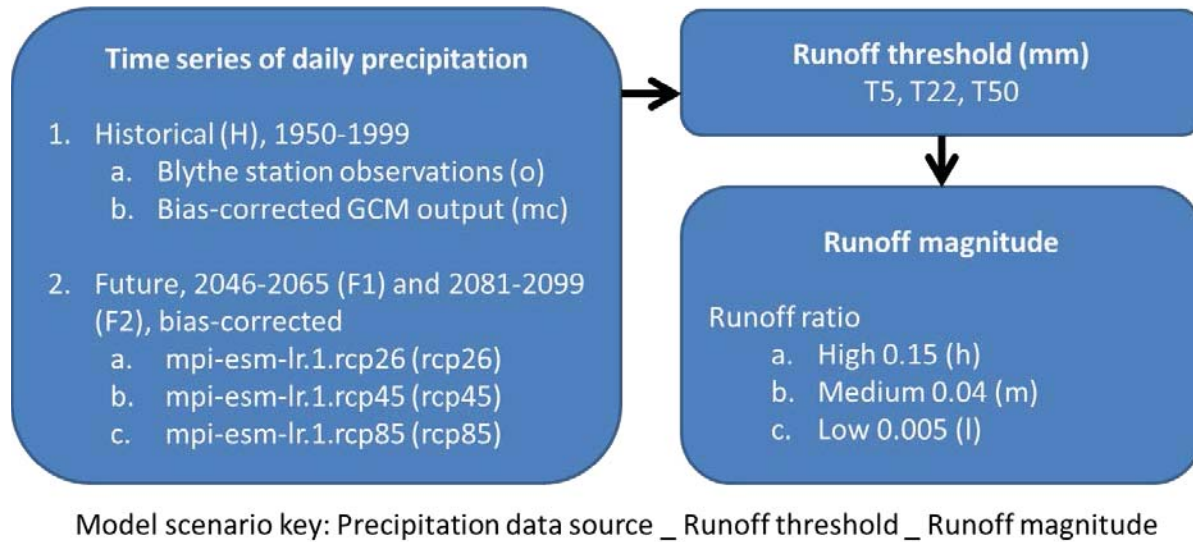 Time series of daily precipitation
1. Historical (H), 1950-1999
a. Blythe station observations (o)
b. Bias-corrected GCM output (mc)
2. Future, 2046-2065 (F1) and 2081-2099
(F2), bias-corrected
a. mpi-esm-lr.1.rcp26 (rcp26)
b. mpi-esm-lr.1.rcp45 (rcp45)
c. mpi-esm-lr.1.rcp85 (rcp85)
Runoff threshold (mm)
T5, T22, T50
Runoff magnitude
Runoff ratio
a. High 0.15 (h)
b. Medium 0.04 (m)
c. Low 0.005 (l)
Model scenario key: Precipitation data source _ Runoff threshold _ Runoff magnitude